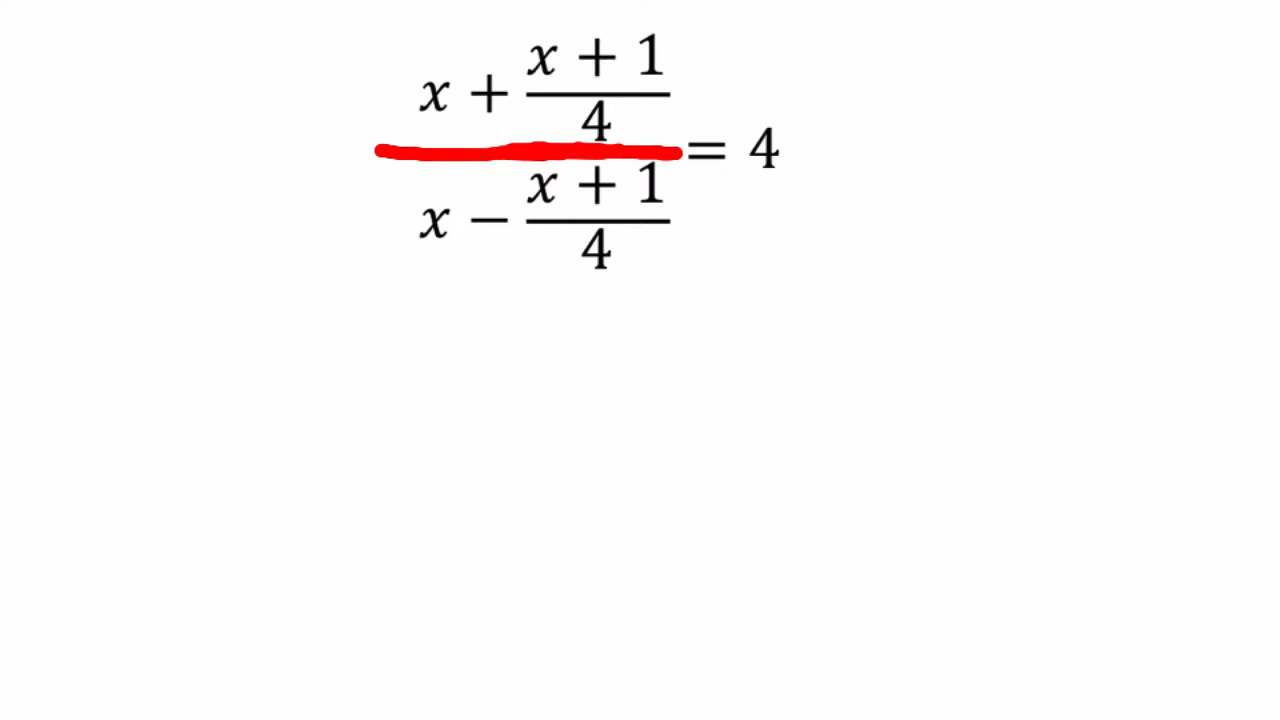 x + (x + 1)/4
= 4
x − (x + 1)/4